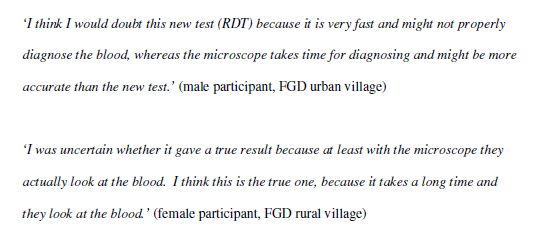 ‘I think I would doubt this new test (RDT) because it is very fast and might not properly
diagnose the blood, whereas the microscope takes time for diagnosing and might be more
accurate than the new test.’ (male participant, FGD urban village)
‘I was uncertain whether it gave a true result because at least with the microscope they
actually look at the blood.  I think this is the true one, because it takes a long time and
they look at the blood.’ (female participant, FGD rural village)